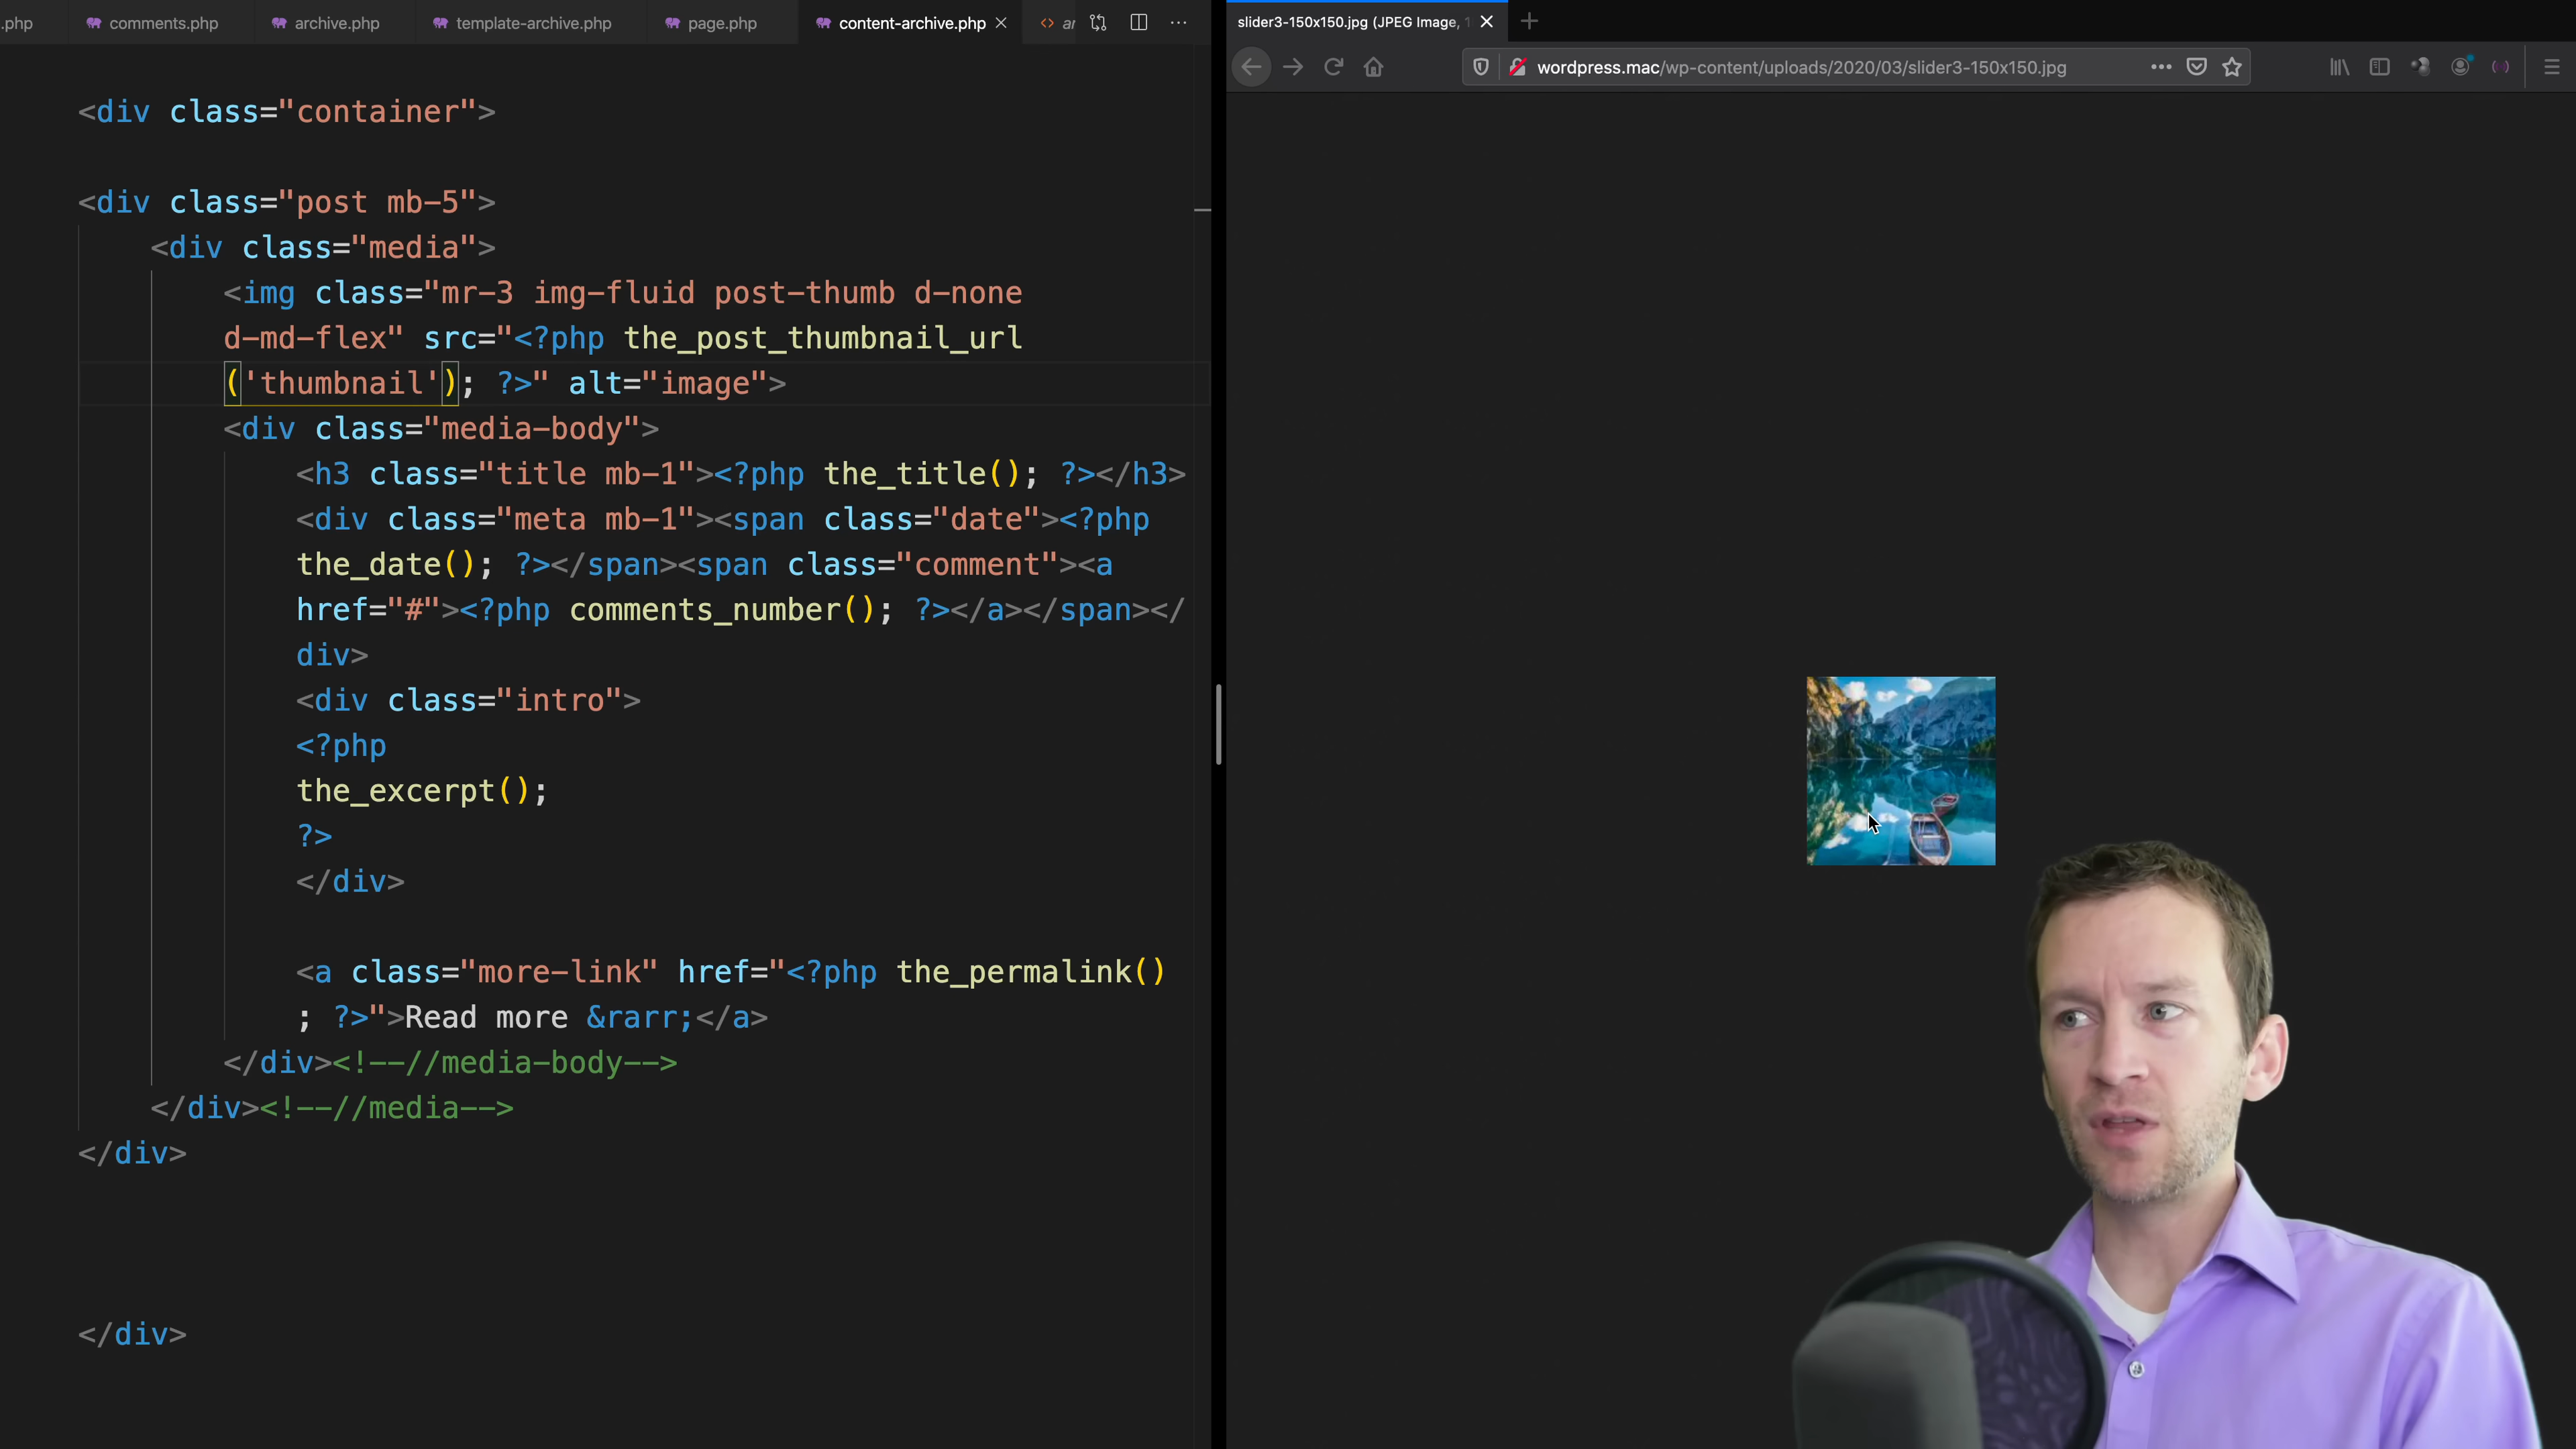 .php comments.php archive.php template-archive.php page.php content-archive.php ar
<div class="container">
<div class="post mb-5">
<div class="media">
<img class="mr-3 img-fluid post-thumb d-none
d-md-flex" src="<?php the_post_thumbnail_url
('thumbnail'); ?>" alt="image">
<div class="media-body">
<h3 class="title mb-1"><?php the_title(); ?></h3>
<div class="meta mb-1"><span class="date"><?php
the_date(); ?></span><span class="comment"><a
href="#"><?php comments_number(); ?></a></span></
div>
<div class="intro">
<?php
the_excerpt();
?>
</div>
<a class="more-link" href="<?php the_permalink()
; ?>">Read more &rarr;</a>
</div><!--//media-body-->
</div><!--//media-->
</div>
</div>
slider3-150x150.jpg (JPEG Image, 1
wordpress.mac/wp-content/uploads/2020/03/slider3-150x150.jpg